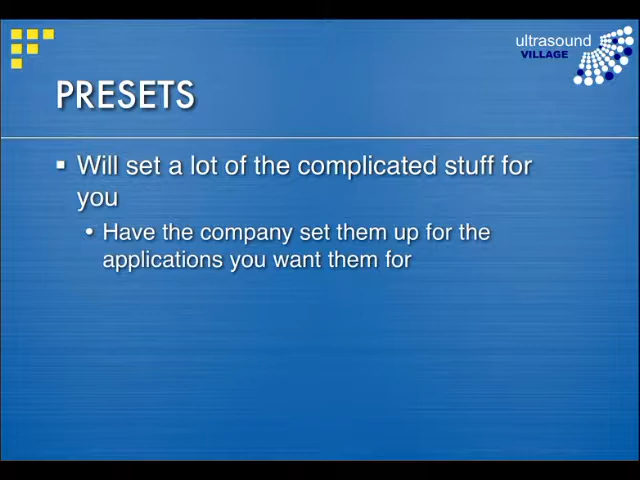 ultrasound
VILLAGE
PRESETS
Will set a lot of the complicated stuff for
you
Have the company set them up for the
applications you want them for